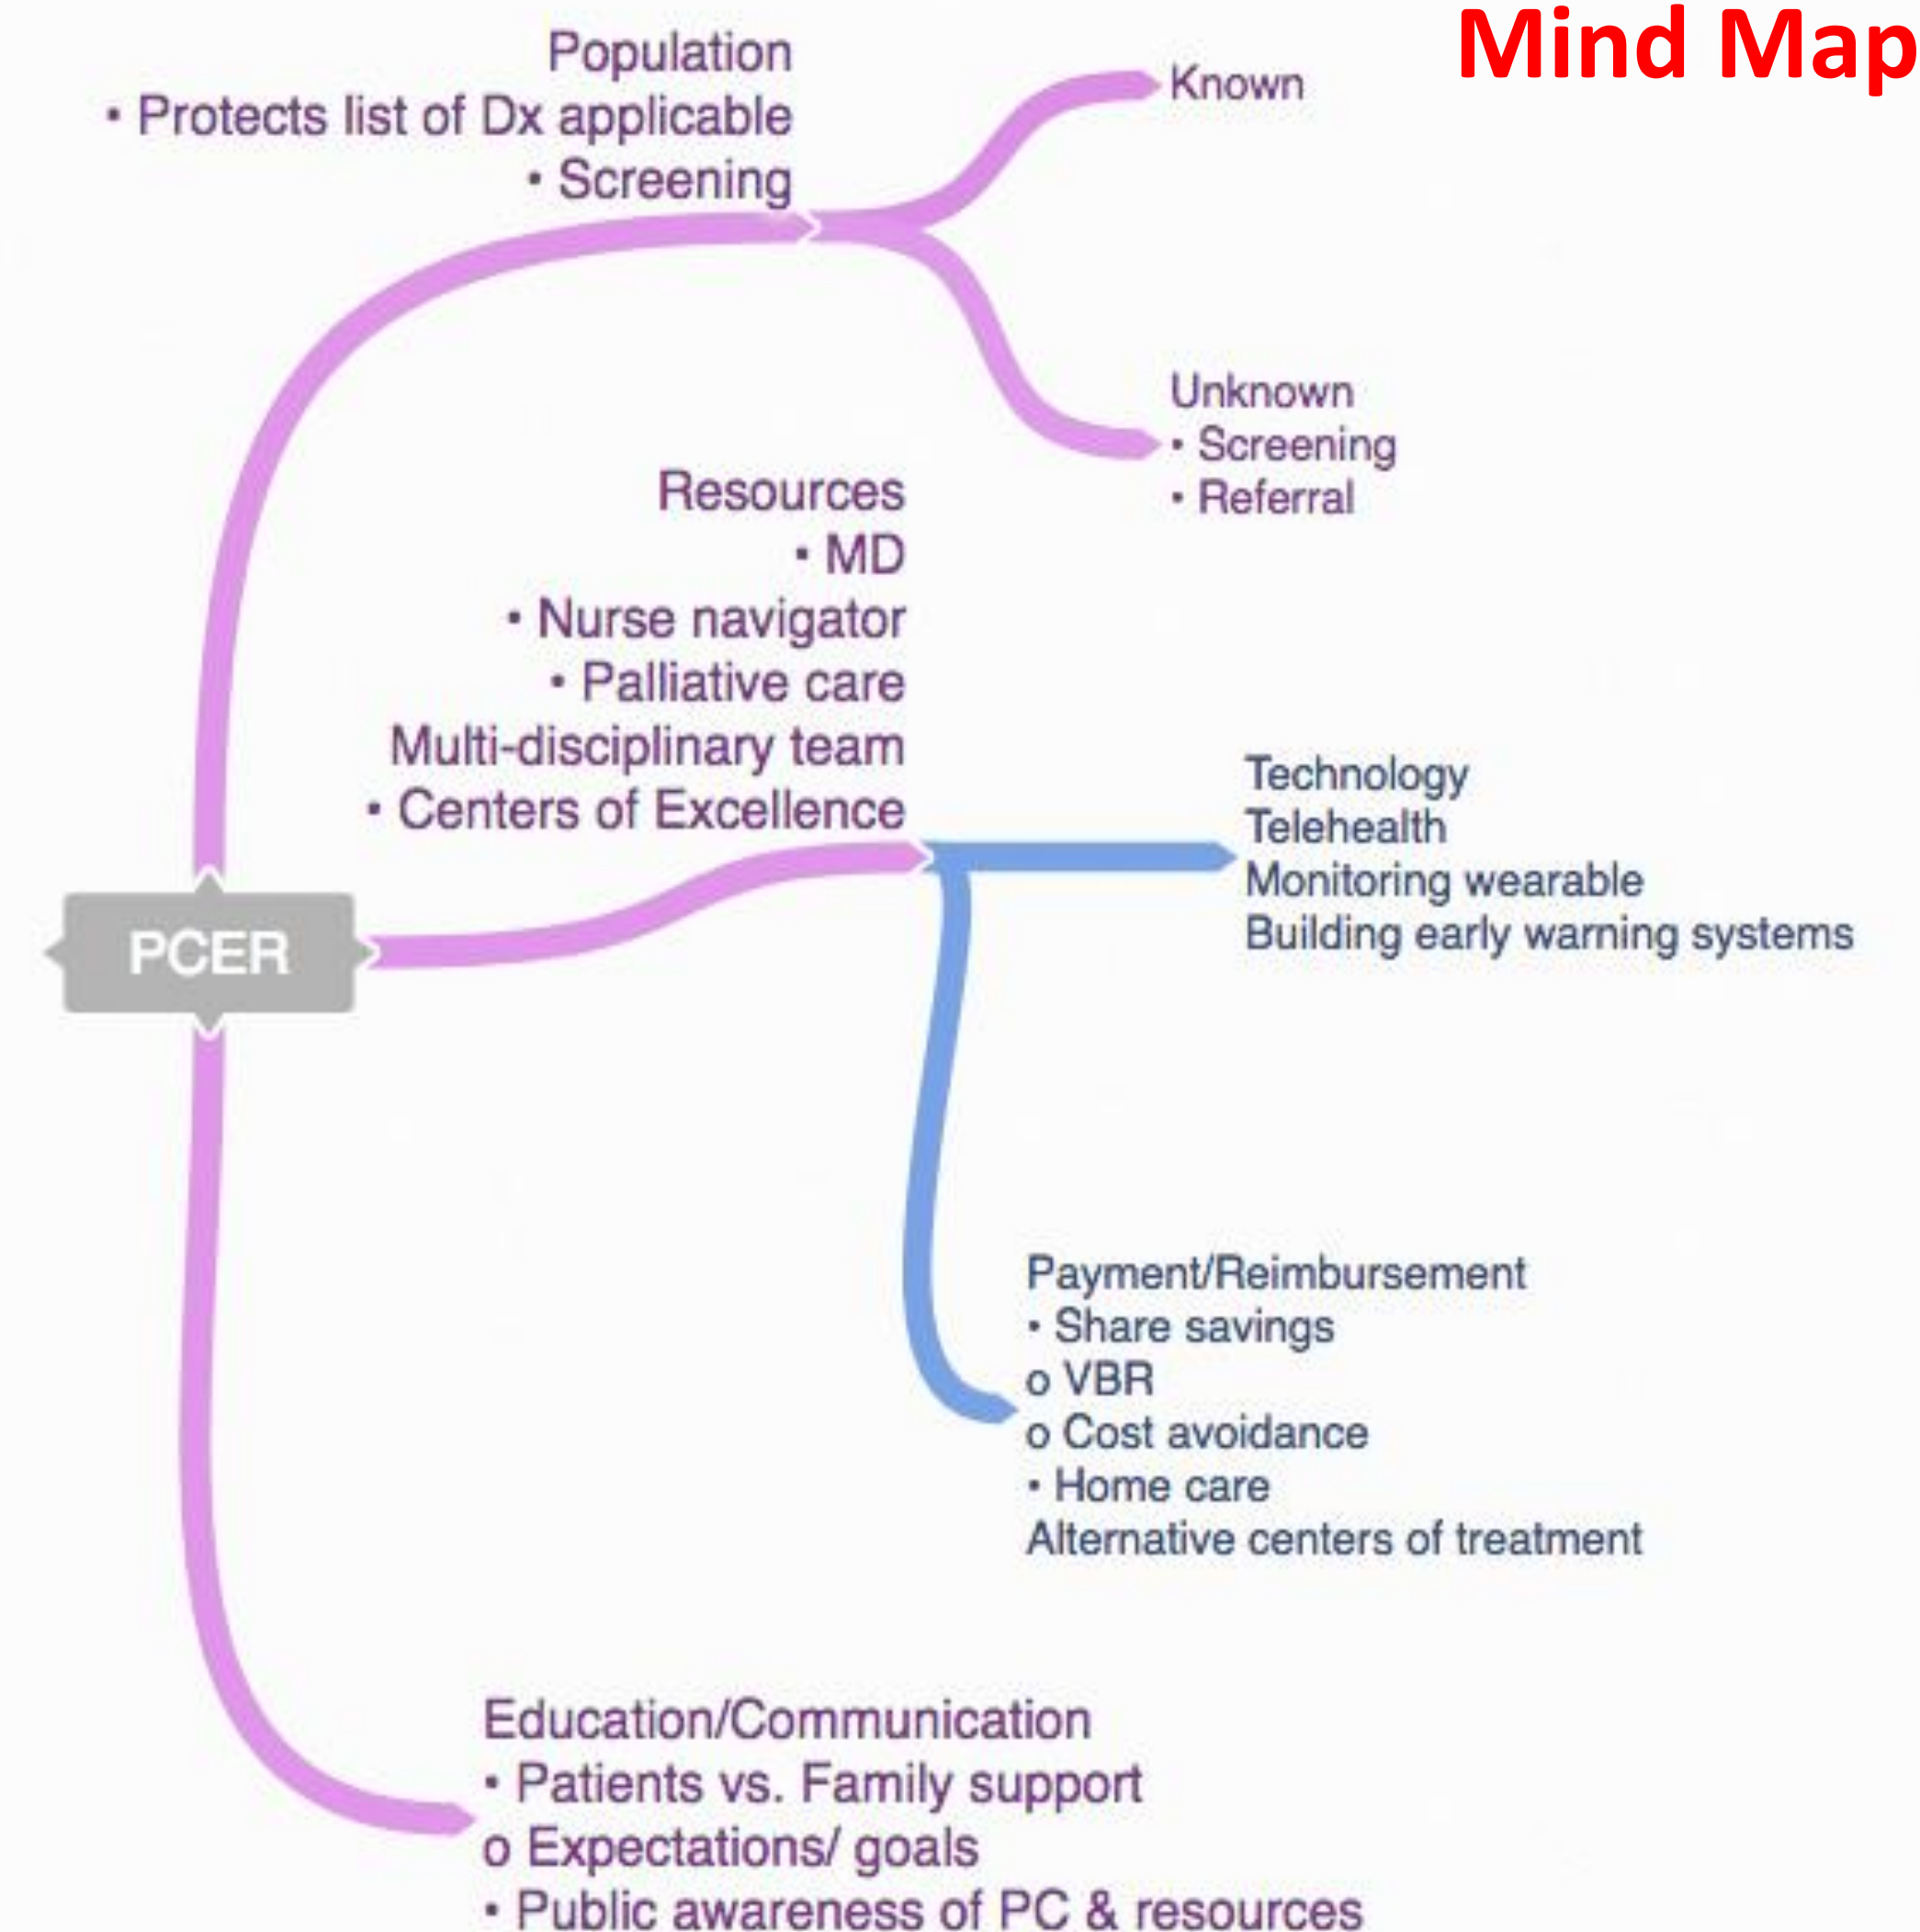 Mind Map
Population
• Protects list of Dx applicable
• Screening
Known
Unknown
• Screening
• Referral
Resources
• MD
• Nurse navigator
• Palliative care
Multi-disciplinary team
• Centers of Excellence
Technology
Telehealth
Monitoring wearable
Building early warning systems
PCER
Payment/Reimbursement
• Share savings
o VBR
o Cost avoidance
• Home care
Alternative centers of treatment
Education/Communication
• Patients vs. Family support
o Expectations/ goals
• Public awareness of PC & resources